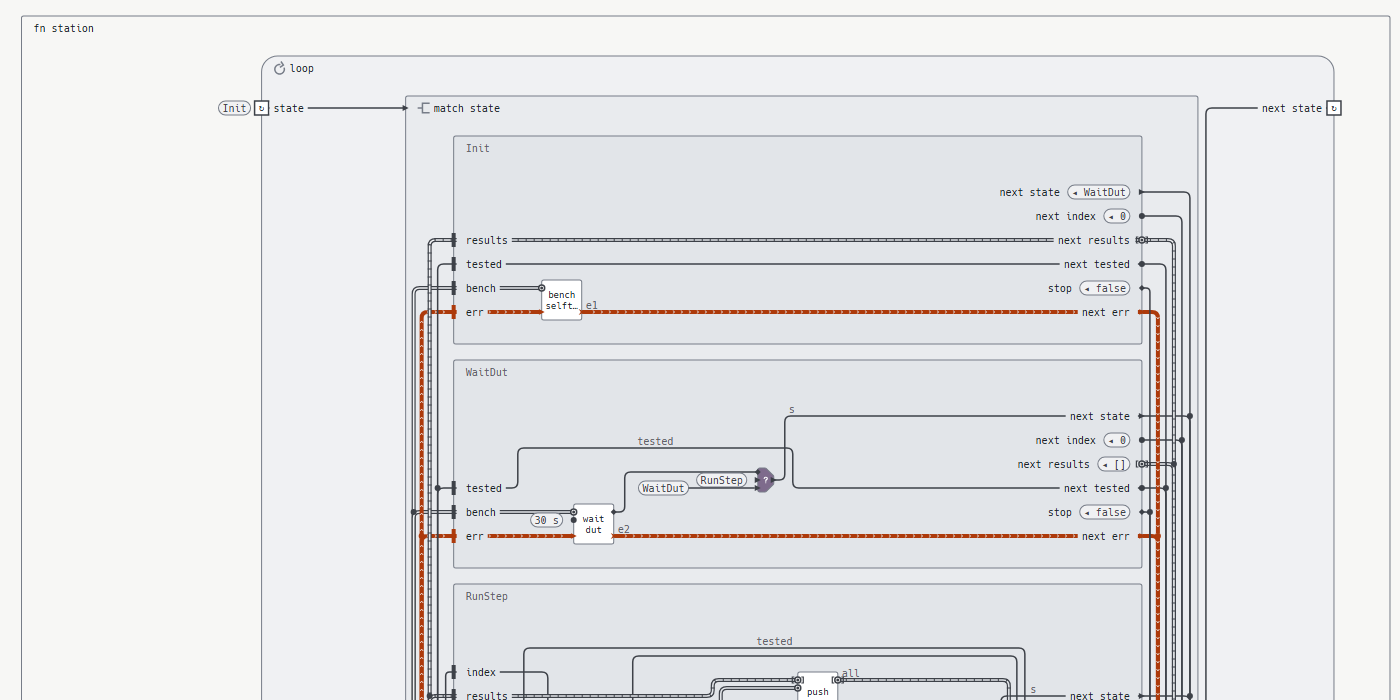 fn station
loop
Init
state
match state
next state
Init
next state
WaitDut
next index
0
results
next results
tested
next tested
bench
bench
selft…
stop
false
err
e1
next err
WaitDut
s
next state
tested
next index
0
next results
[]
RunStep
?
WaitDut
tested
next tested
bench
30 s
wait
dut
stop
false
err
e2
next err
RunStep
tested
index
all
push
results
s
next state